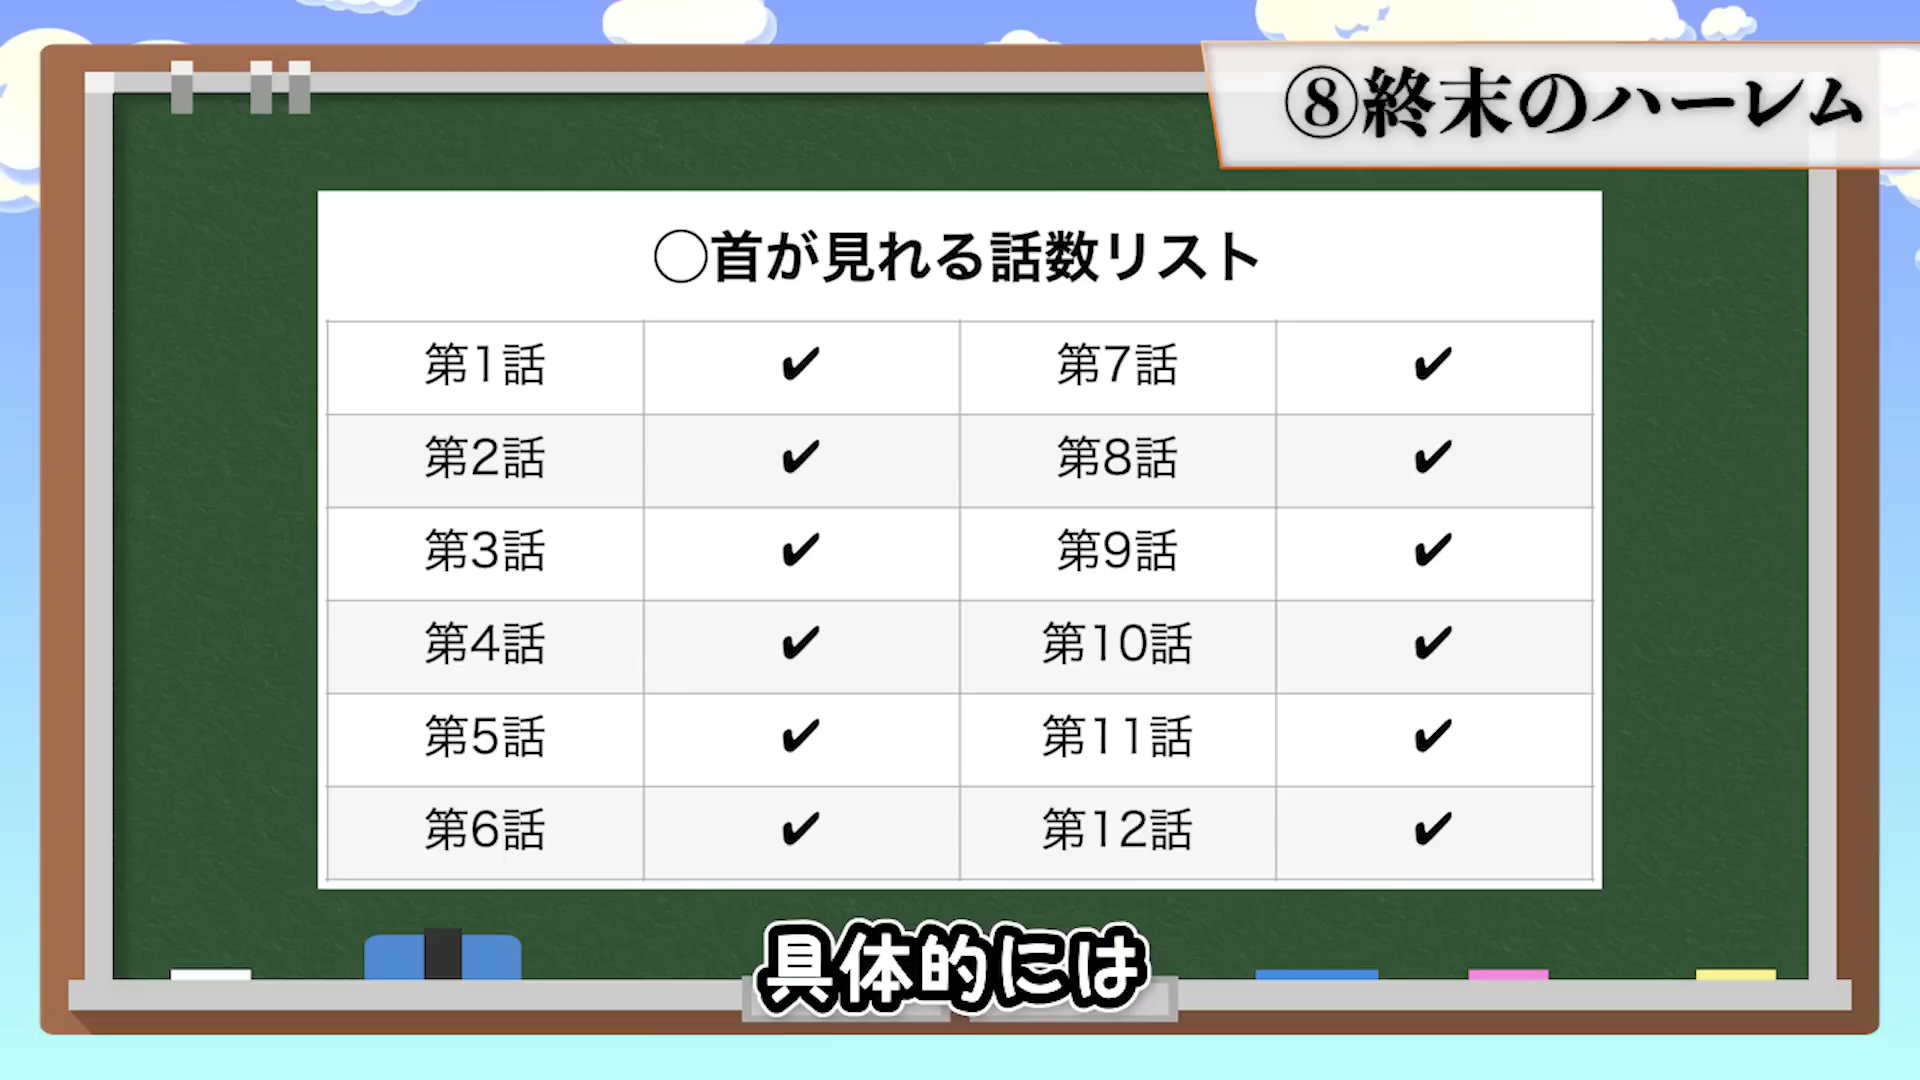 ⑧終末のハーレム
◯首が見れる話数リスト
第1話 ✔ 第7話 ✔
第2話 ✔ 第8話 ✔
第3話 ✔ 第9話 ✔
第4話 ✔ 第10話 ✔
第5話 ✔ 第11話 ✔
第6話 ✔ 第12話 ✔
具体的には